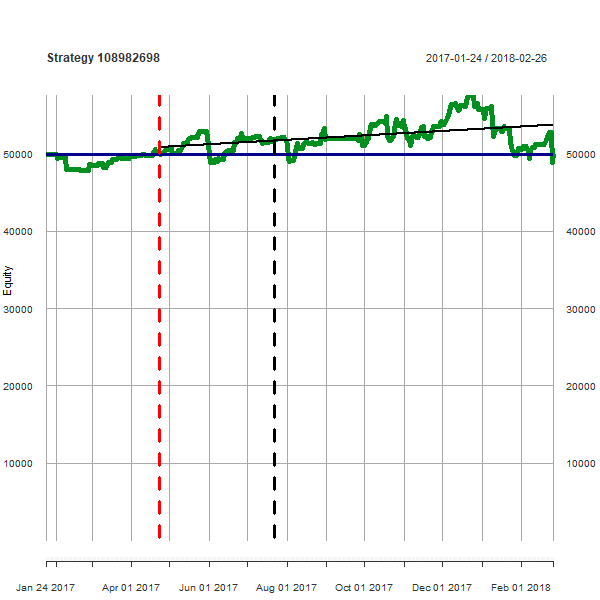 Strategy 108982698
2017-01-24 / 2018-02-26
50000
50000
40000
40000
Equity
30000
30000
20000
20000
10000
10000
Jan 24 2017
Apr 01 2017
Jun 01 2017
Aug 01 2017
Oct 01 2017
Dec 01 2017
Feb 01 2018